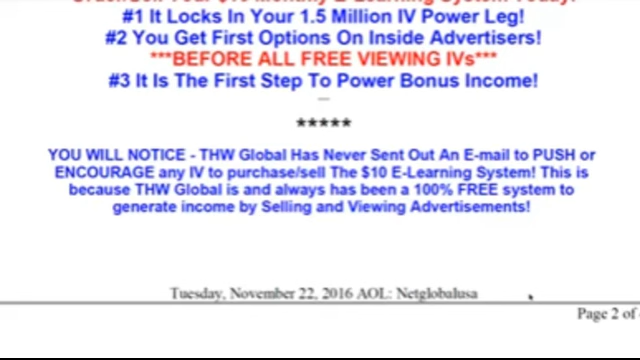 #1 It Locks In Your 1.5 Million IV Power Leg!
#2 You Get First Options On Inside Advertisers!
***BEFORE ALL FREE VIEWING IVs***
#3 It Is The First Step To Power Bonus Income!
*****
YOU WILL NOTICE - THW Global Has Never Sent Out An E-mail to PUSH or
ENCOURAGE any IV to purchase/sell The $10 E-Learning System! This is
because THW Global is and always has been a 100% FREE system to
generate income by Selling and Viewing Advertisements!
Tuesday, November 22, 2016 AOL: Netglobalusa
Page 2 of